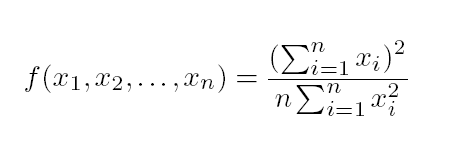 f(x_1, x_2, \ldots, x_n) = \frac{(\sum_{i=1}^{n} x_i)^2}{n \sum_{i=1}^{n} x_i^2}